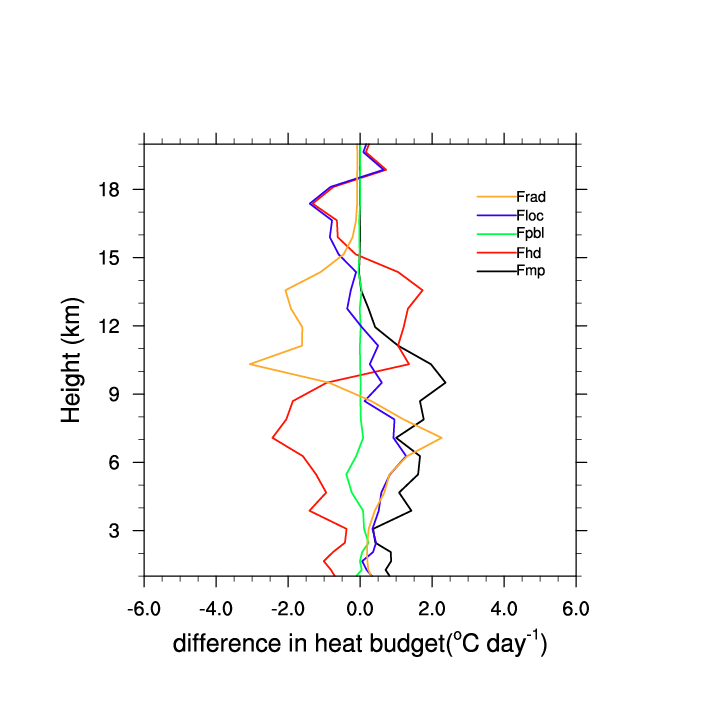 18
15
12
9
6
3
Height (km)
Frad
Floc
Fpbl
Fhd
Fmp
-6.0 -4.0 -2.0 0.0 2.0 4.0 6.0
difference in heat budget(°C day⁻¹)